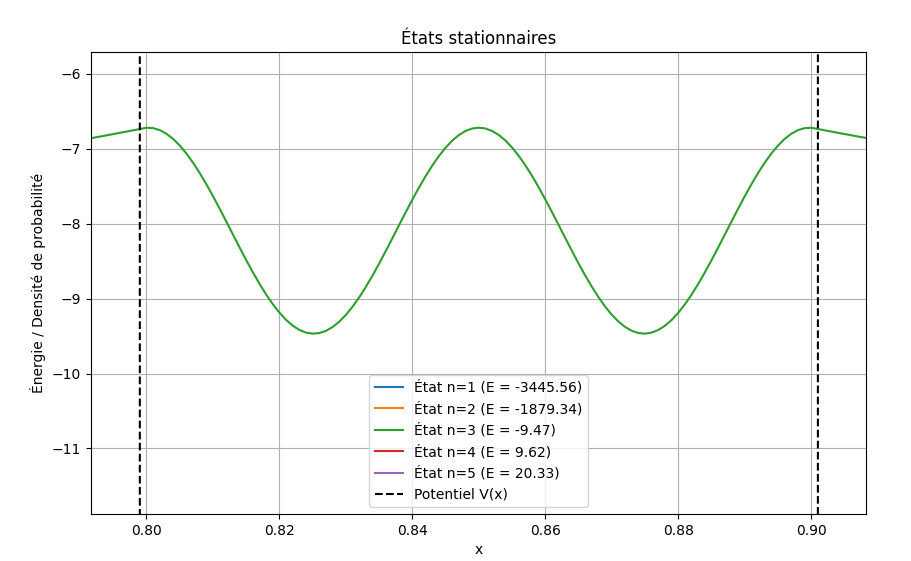 États stationnaires
Énergie / Densité de probabilité
−6
−7
−8
−9
−10
−11
État n=1 (E = -3445.56)
État n=2 (E = -1879.34)
État n=3 (E = -9.47)
État n=4 (E = 9.62)
État n=5 (E = 20.33)
Potentiel V(x)
0.80 0.82 0.84 0.86 0.88 0.90
x